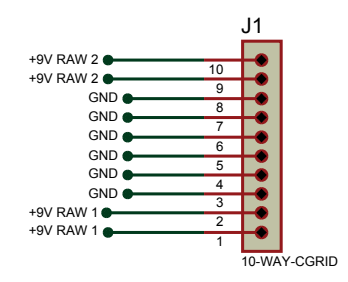 J1
+9V RAW 2
10
+9V RAW 2
9
GND
8
GND
7
GND
6
GND
5
GND
4
GND
3
+9V RAW 1
2
+9V RAW 1
1
10-WAY-CGRID